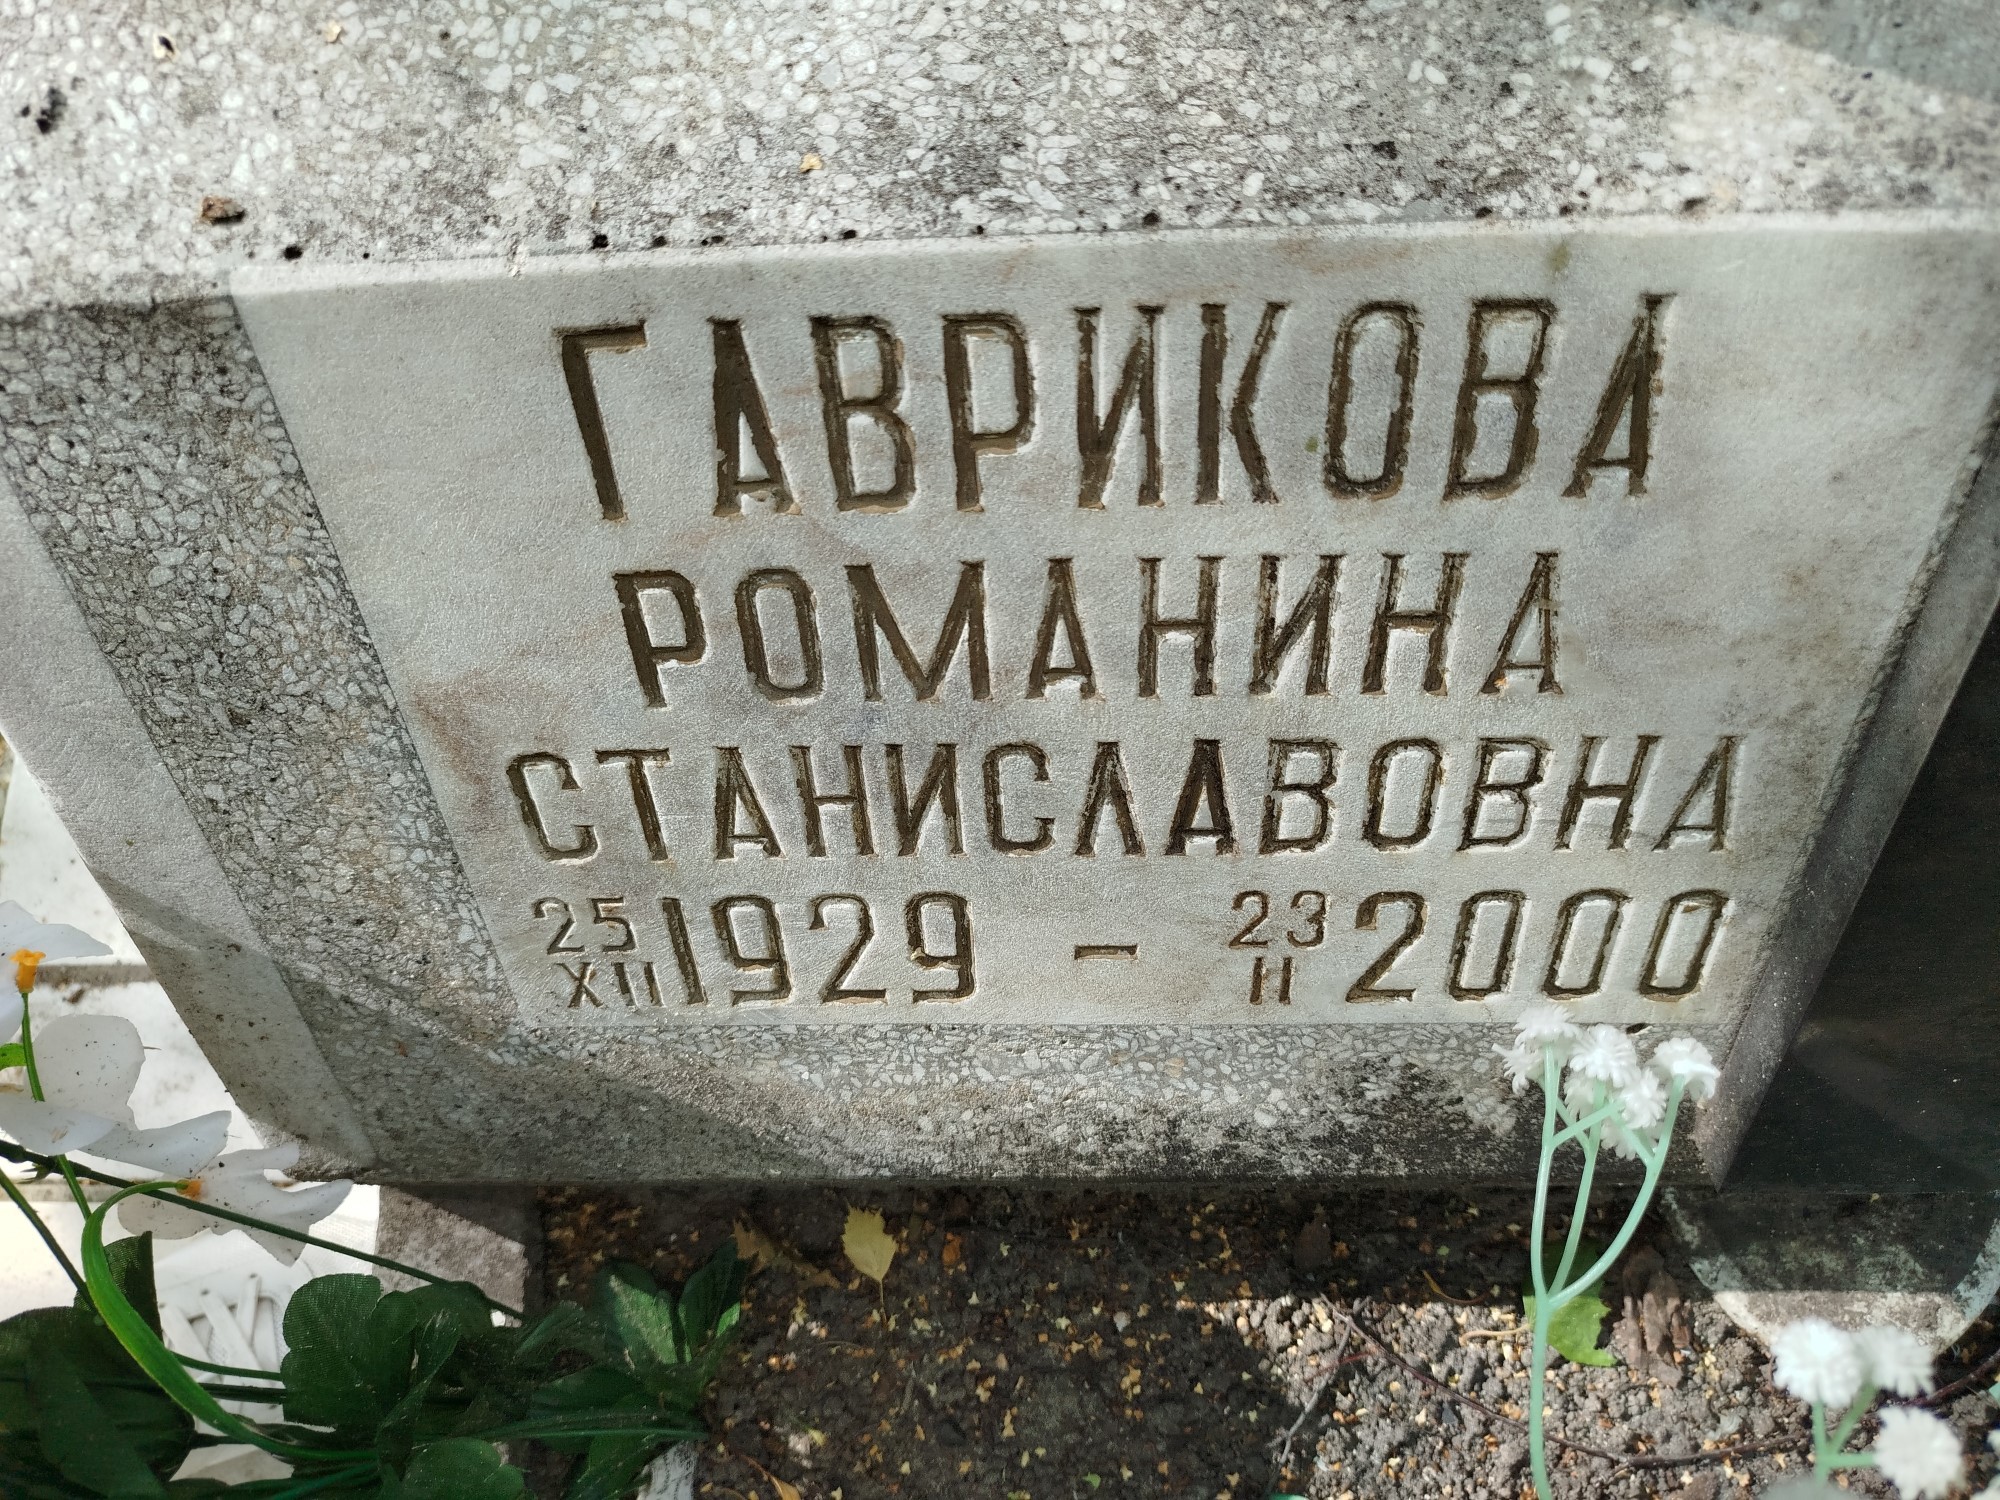 ГАВРИКОВА
РОМАНИНА
СТАНИСЛАВОВНА
25 XII 1929 - 23 II 2000